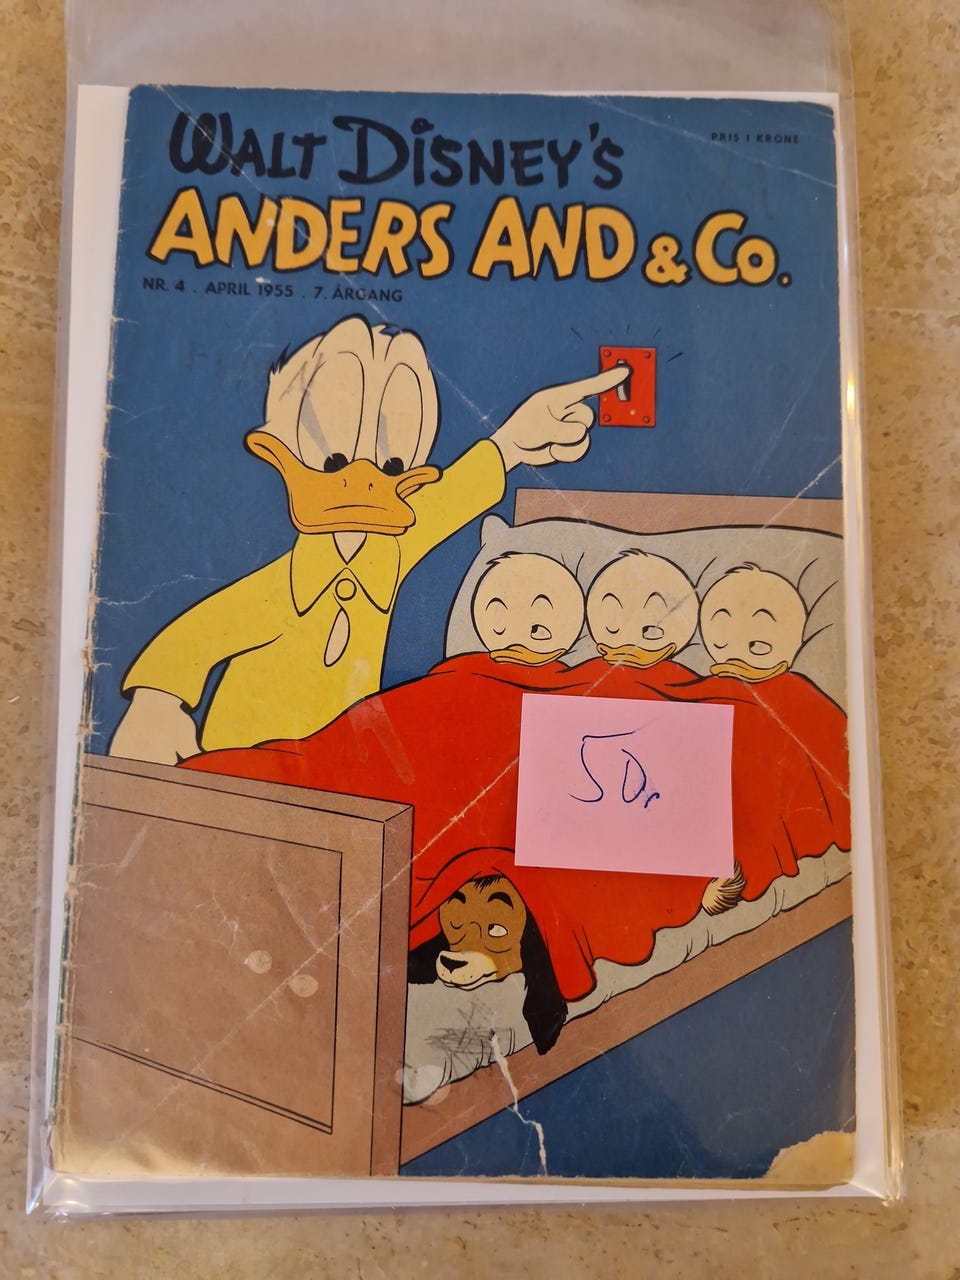 WALT DISNEY'S
PRIS 1 KRONE
ANDERS AND & CO.
NR. 4 . APRIL 1955 . 7. ÅRGANG
50,